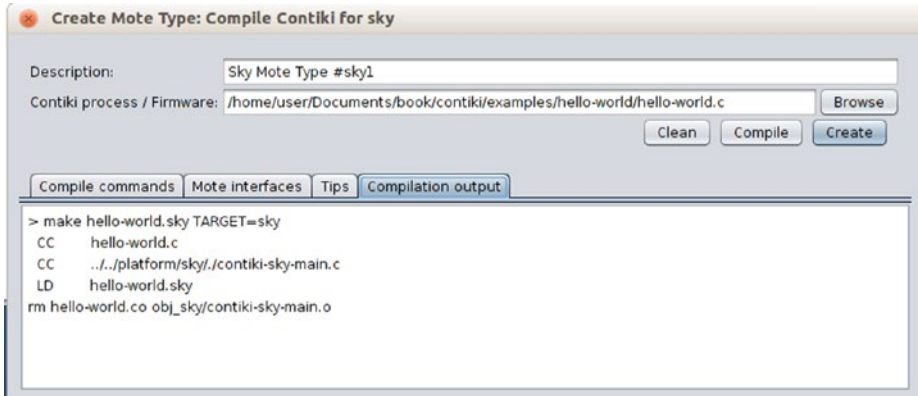 Create Mote Type: Compile Contiki for sky
Description: Sky Mote Type #sky1
Contiki process / Firmware: /home/user/Documents/book/contiki/examples/hello-world/hello-world.c Browse
Clean Compile Create
Compile commands Mote interfaces Tips Compilation output
> make hello-world.sky TARGET=sky
CC hello-world.c
CC ../../platform/sky/./contiki-sky-main.c
LD hello-world.sky
rm hello-world.co obj_sky/contiki-sky-main.o